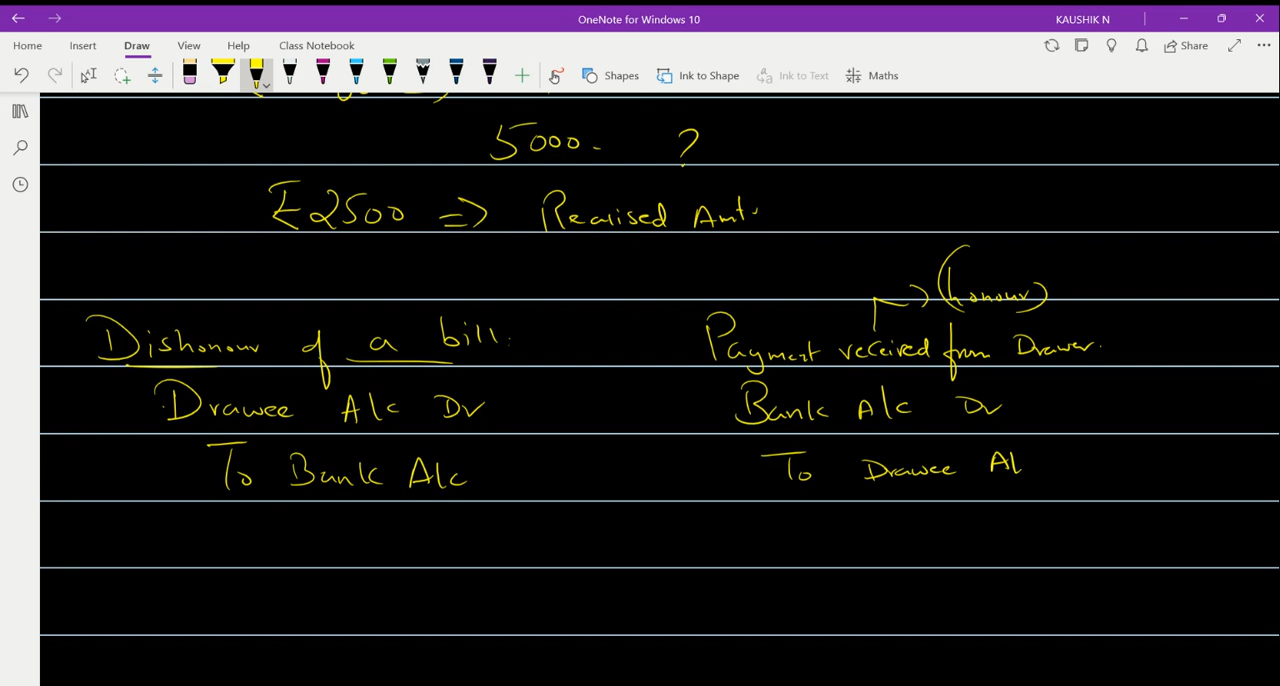 OneNote for Windows 10
KAUSHIK N
Home Insert Draw View Help Class Notebook
Share
Shapes Ink to Shape Ink to Text Maths
5000. ?
₹2500 => Realised Amt.
(honour)
Dishonour of a bill.
Payment received from Drawer.
Drawee A/c Dr
Bank A/c Dr
To Bank A/c
To Drawee A/